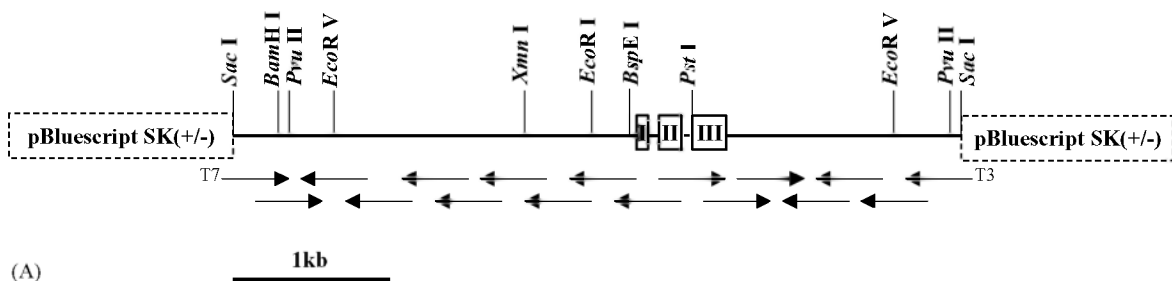 Sac I
BamH I
Pvu II
EcoR V
Xmn I
EcoR I
BspE I
Pst I
EcoR V
Pvu II
Sac I
pBluescript SK(+/-)
I
II
III
pBluescript SK(+/-)
T7
T3
(A)
1kb